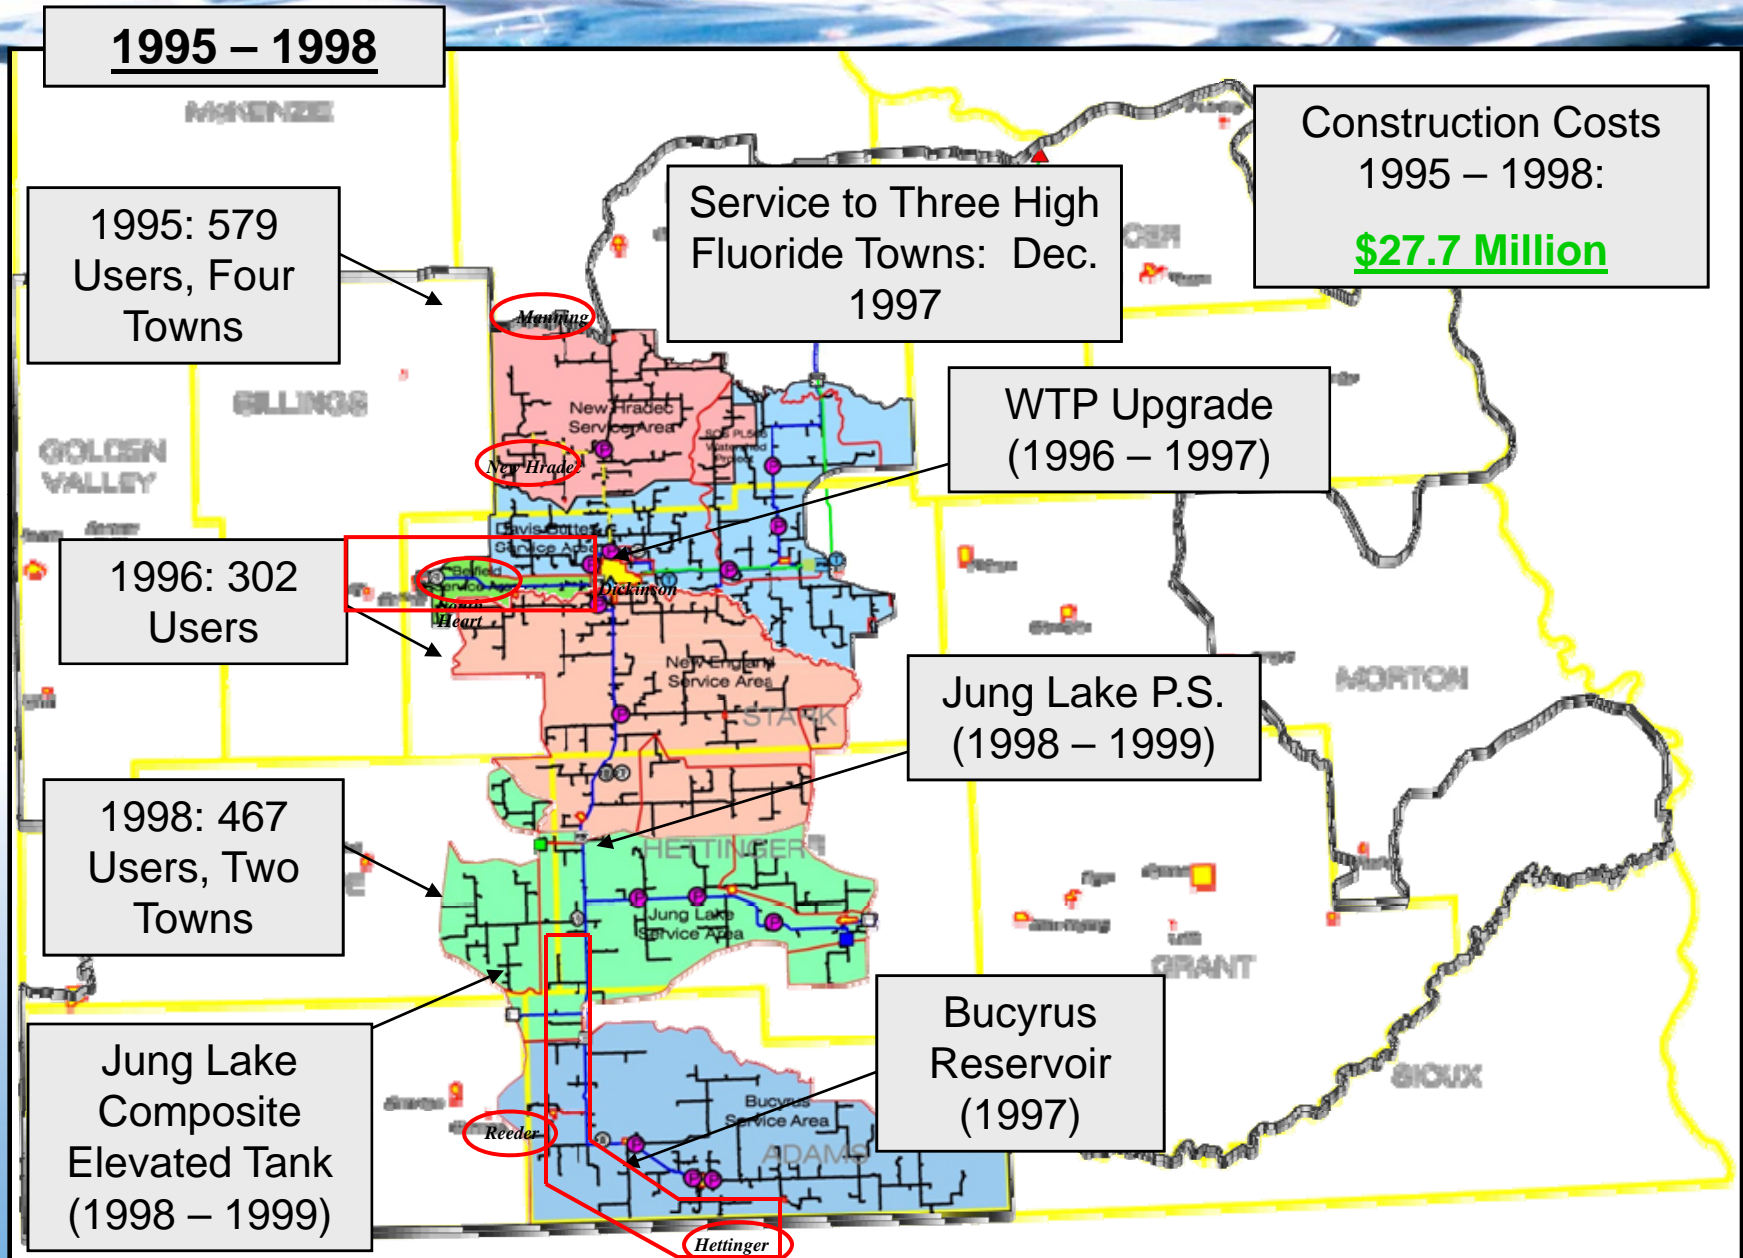 1995 – 1998
McKENZIE
Construction Costs
1995 – 1998:
$27.7 Million
Service to Three High
Fluoride Towns:  Dec.
1997
1995: 579
Users, Four
Towns
Manning
BILLINGS
GOLDEN
VALLEY
New Hradec
Service Area
WTP Upgrade
(1996 – 1997)
New Hradec
Davis Buttes
Service Area
1996: 302
Users
Belfield
Service Area
Dickinson
South
Heart
New England
Service Area
STARK
MORTON
Jung Lake P.S.
(1998 – 1999)
1998: 467
Users, Two
Towns
HETTINGER
Jung Lake
Service Area
GRANT
Bucyrus
Reservoir
(1997)
Jung Lake
Composite
Elevated Tank
(1998 – 1999)
SIOUX
Bucyrus
Service Area
Reeder
ADAMS
Hettinger